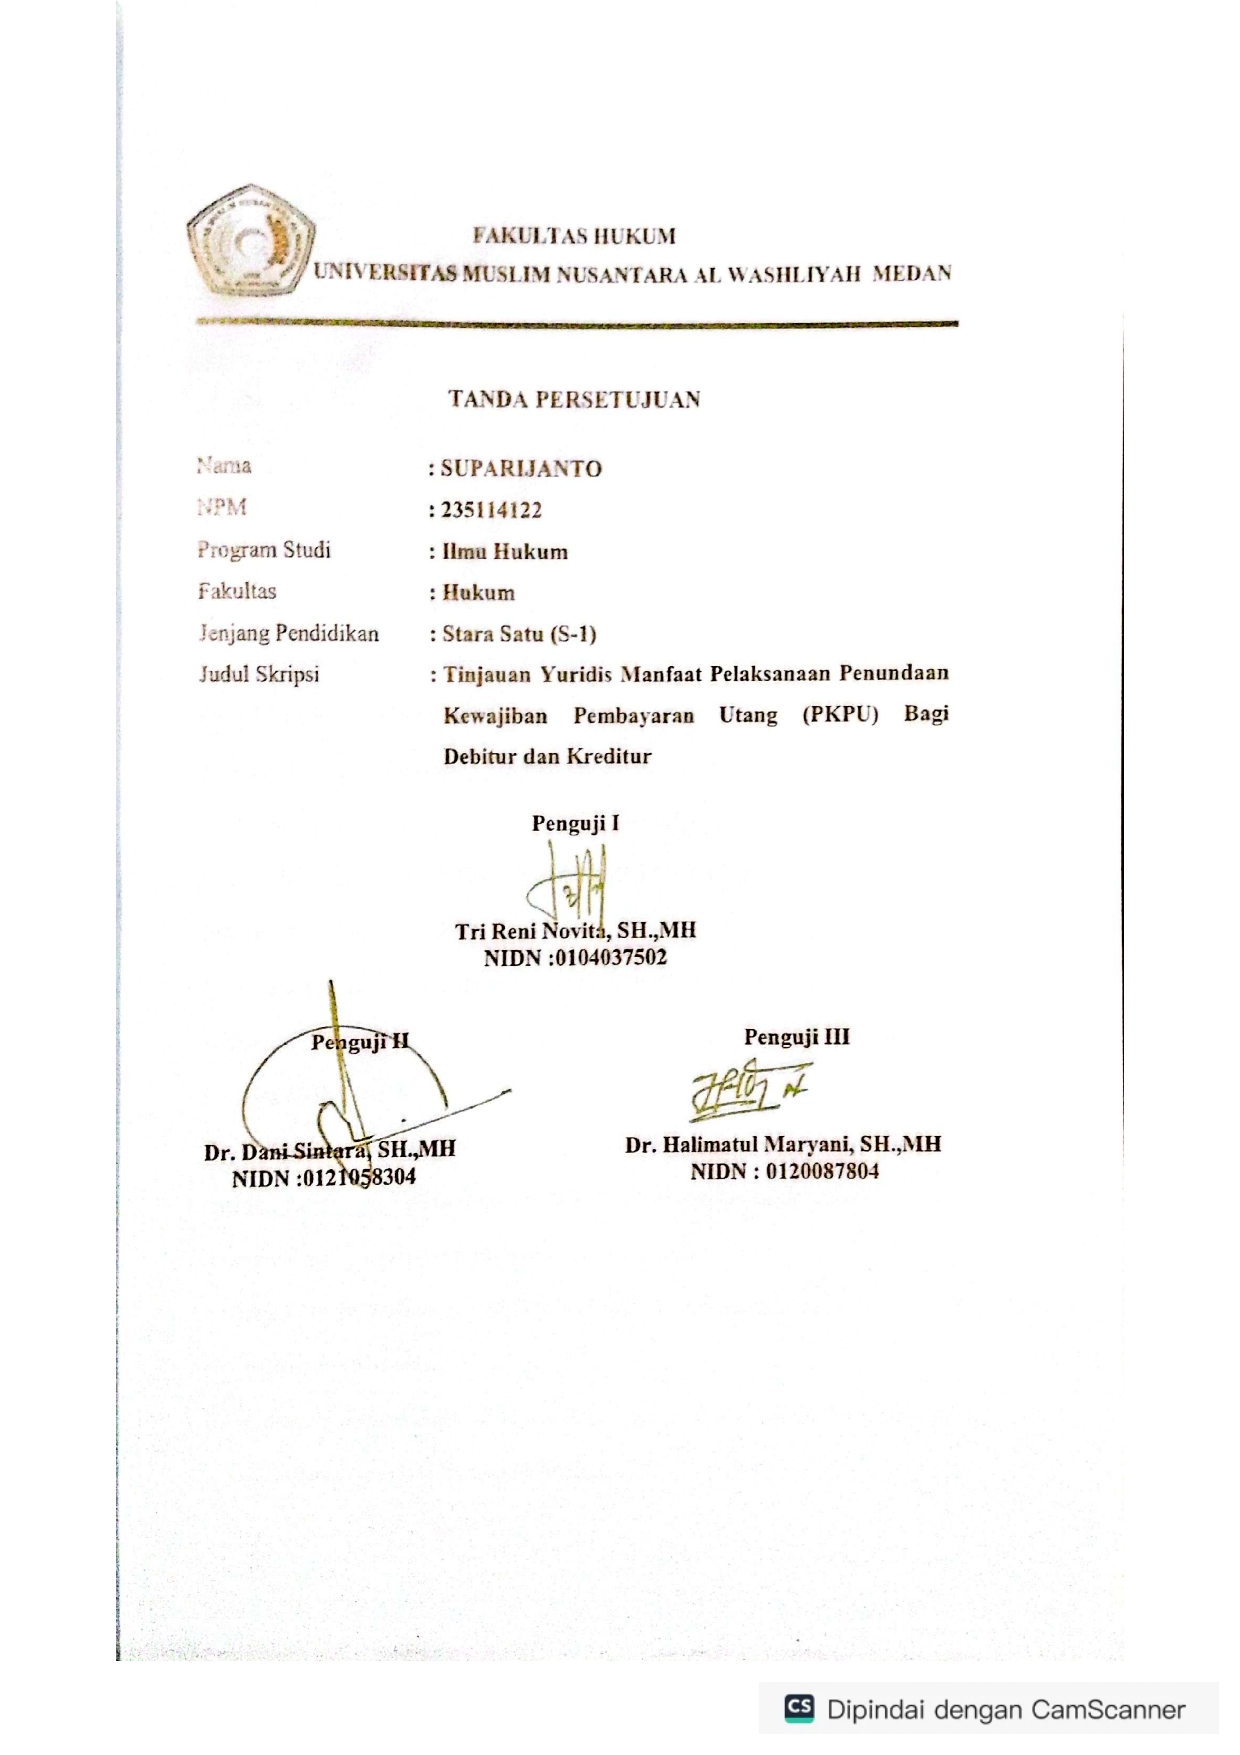 FAKULTAS HUKUM
UNIVERSITAS MUSLIM NUSANTARA AL WASHLIYAH MEDAN
TANDA PERSETUJUAN
Nama : SUPARIJANTO
NPM : 235114122
Program Studi : Ilmu Hukum
Fakultas : Hukum
Jenjang Pendidikan : Stara Satu (S-1)
Judul Skripsi : Tinjauan Yuridis Manfaat Pelaksanaan Penundaan
Kewajiban Pembayaran Utang (PKPU) Bagi
Debitur dan Kreditur
Penguji I
Tri Reni Novita, SH.,MH
NIDN :0104037502
Penguji II
Dr. Dani Sintara, SH.,MH
NIDN :0121058304
Penguji III
Dr. Halimatul Maryani, SH.,MH
NIDN : 0120087804
CS Dipindai dengan CamScanner